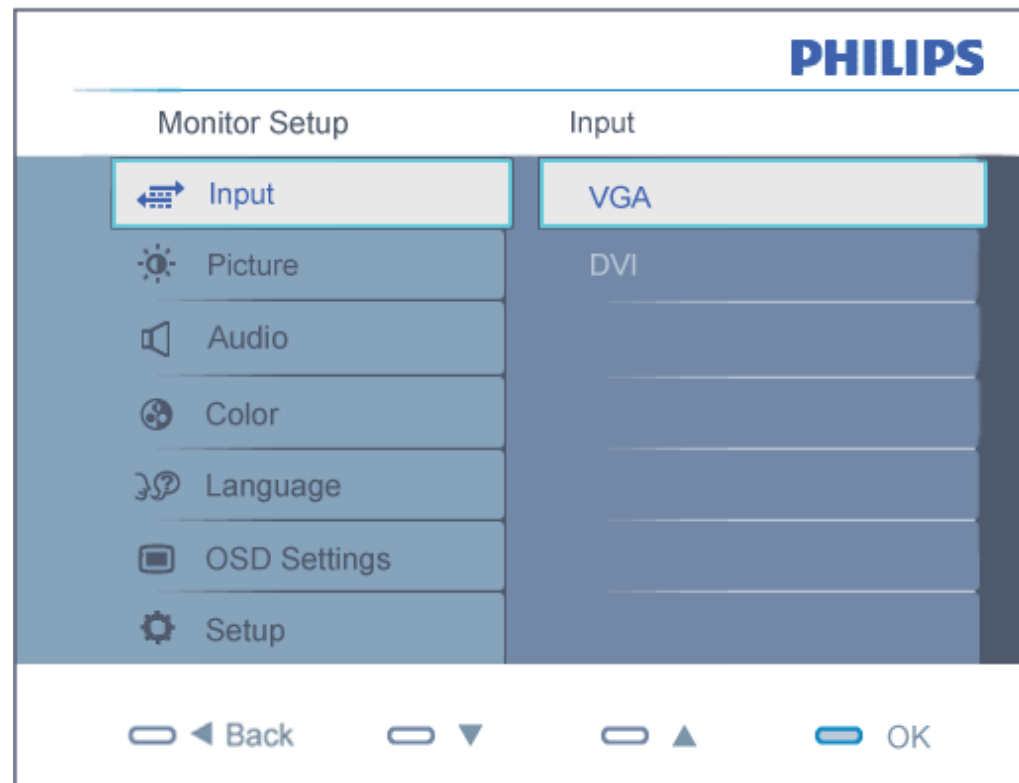 PHILIPS
Monitor Setup
Input
Input
VGA
Picture
DVI
Audio
Color
Language
OSD Settings
Setup
Back
OK